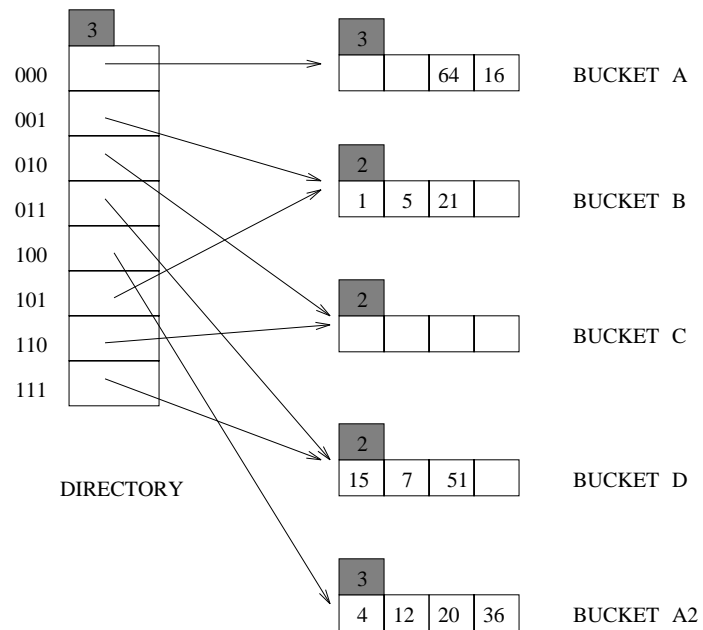 3
000
001
010
011
100
101
110
111
DIRECTORY
3
64 16
BUCKET A
2
1 5 21
BUCKET B
2
BUCKET C
2
15 7 51
BUCKET D
3
4 12 20 36
BUCKET A2